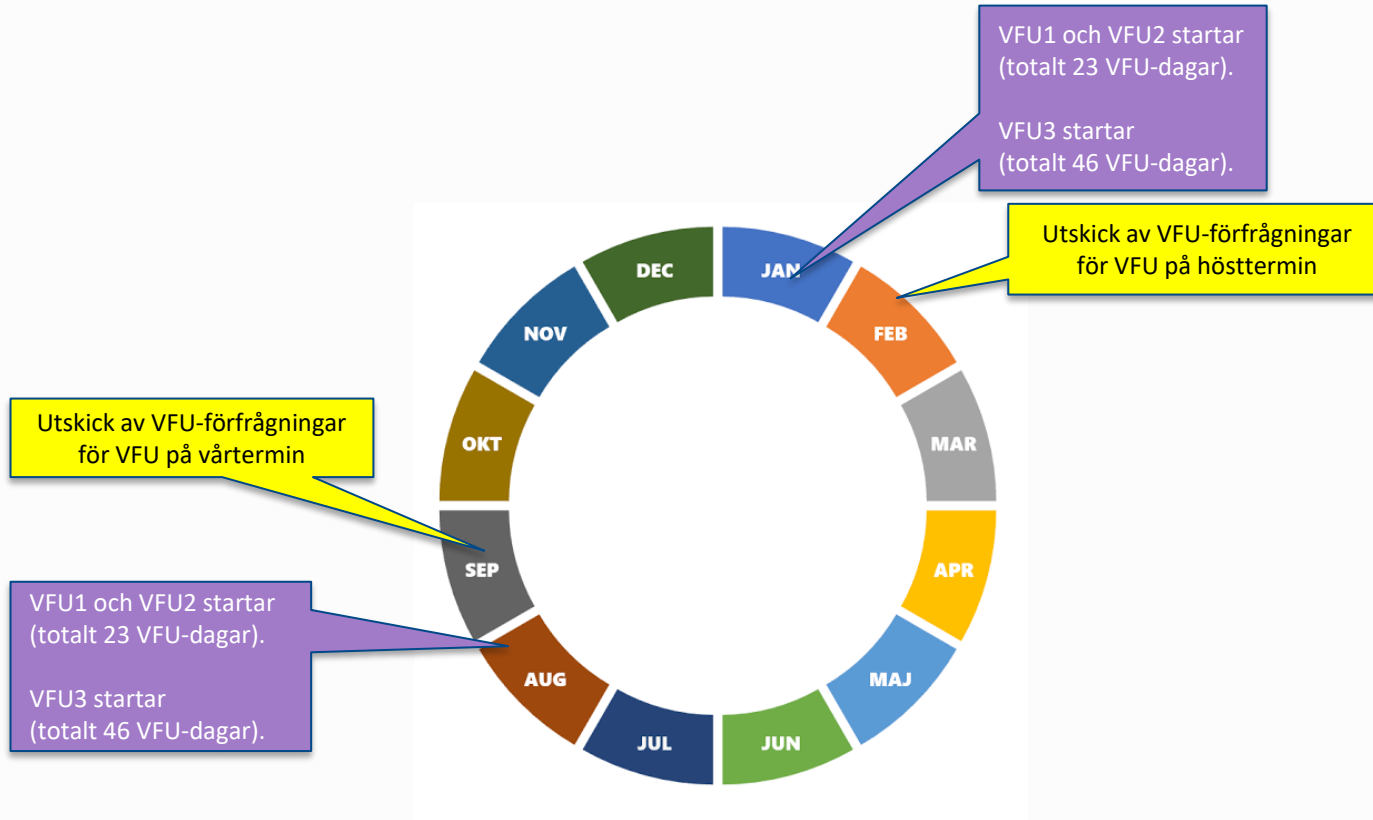 VFU1 och VFU2 startar
(totalt 23 VFU-dagar).
VFU3 startar
(totalt 46 VFU-dagar).
Utskick av VFU-förfrågningar
för VFU på hösttermin
DEC
JAN
NOV
FEB
Utskick av VFU-förfrågningar
för VFU på vårtermin
OKT
MAR
SEP
APR
VFU1 och VFU2 startar
(totalt 23 VFU-dagar).
VFU3 startar
(totalt 46 VFU-dagar).
AUG
MAJ
JUL
JUN